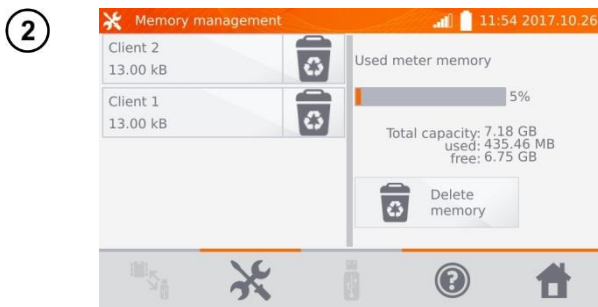 2
Memory management
11:54 2017.10.26
Client 2
13.00 kB
Client 1
13.00 kB
Used meter memory
5%
Total capacity: 7.18 GB
used: 435.46 MB
free: 6.75 GB
Delete
memory
?